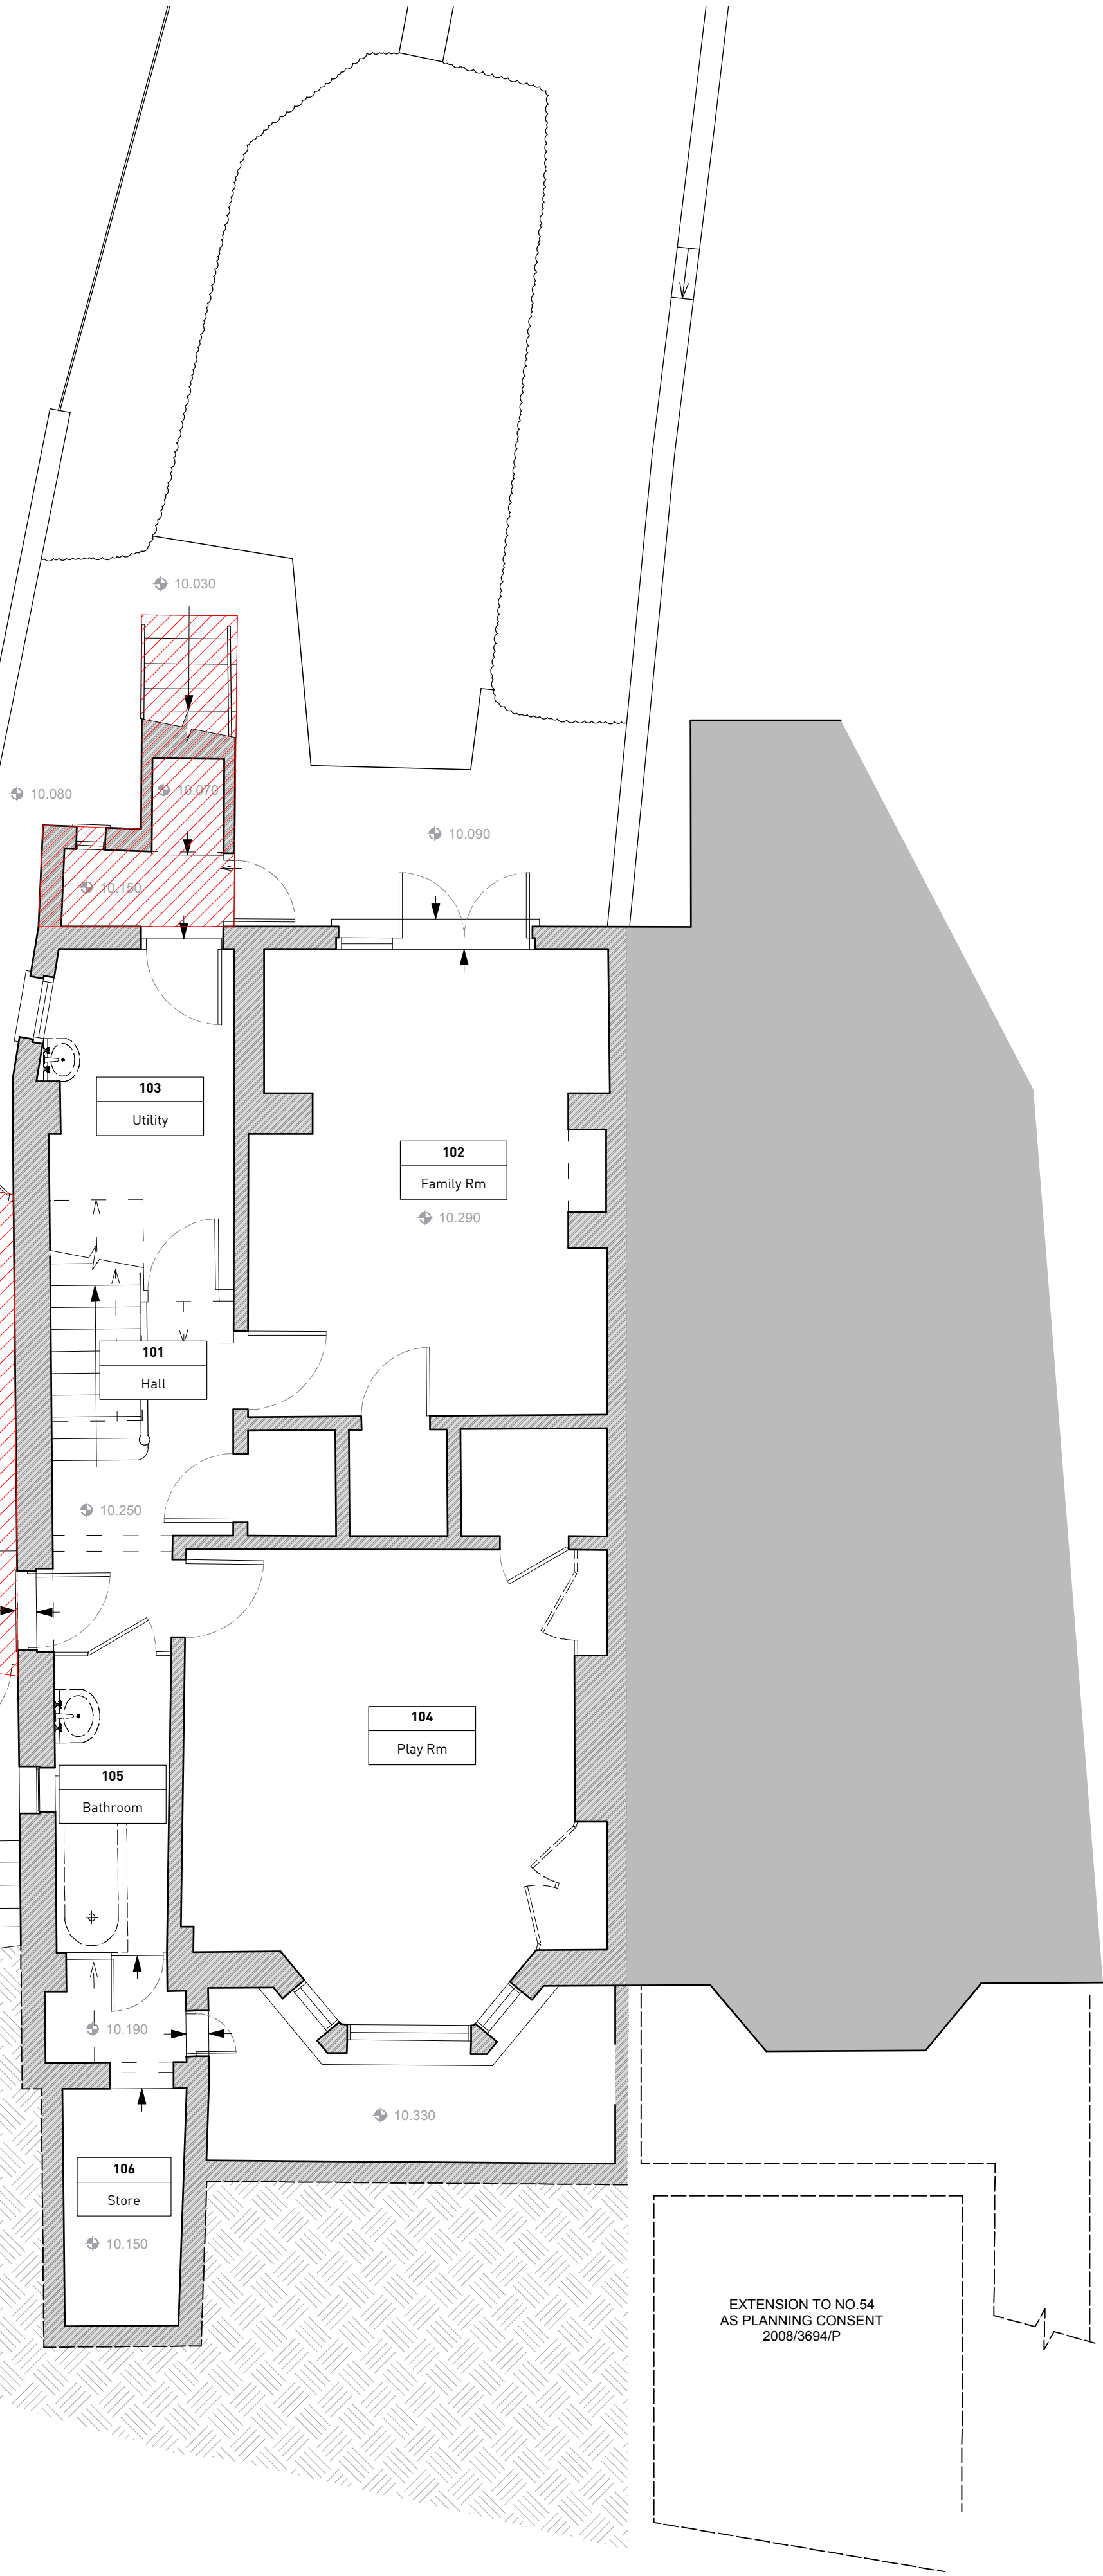 10.030
10.080
10.070
10.090
10.150
103
Utility
102
Family Rm
10.290
101
Hall
10.250
104
Play Rm
105
Bathroom
10.190
10.330
106
Store
10.150
EXTENSION TO NO.54
AS PLANNING CONSENT
2008/3694/P